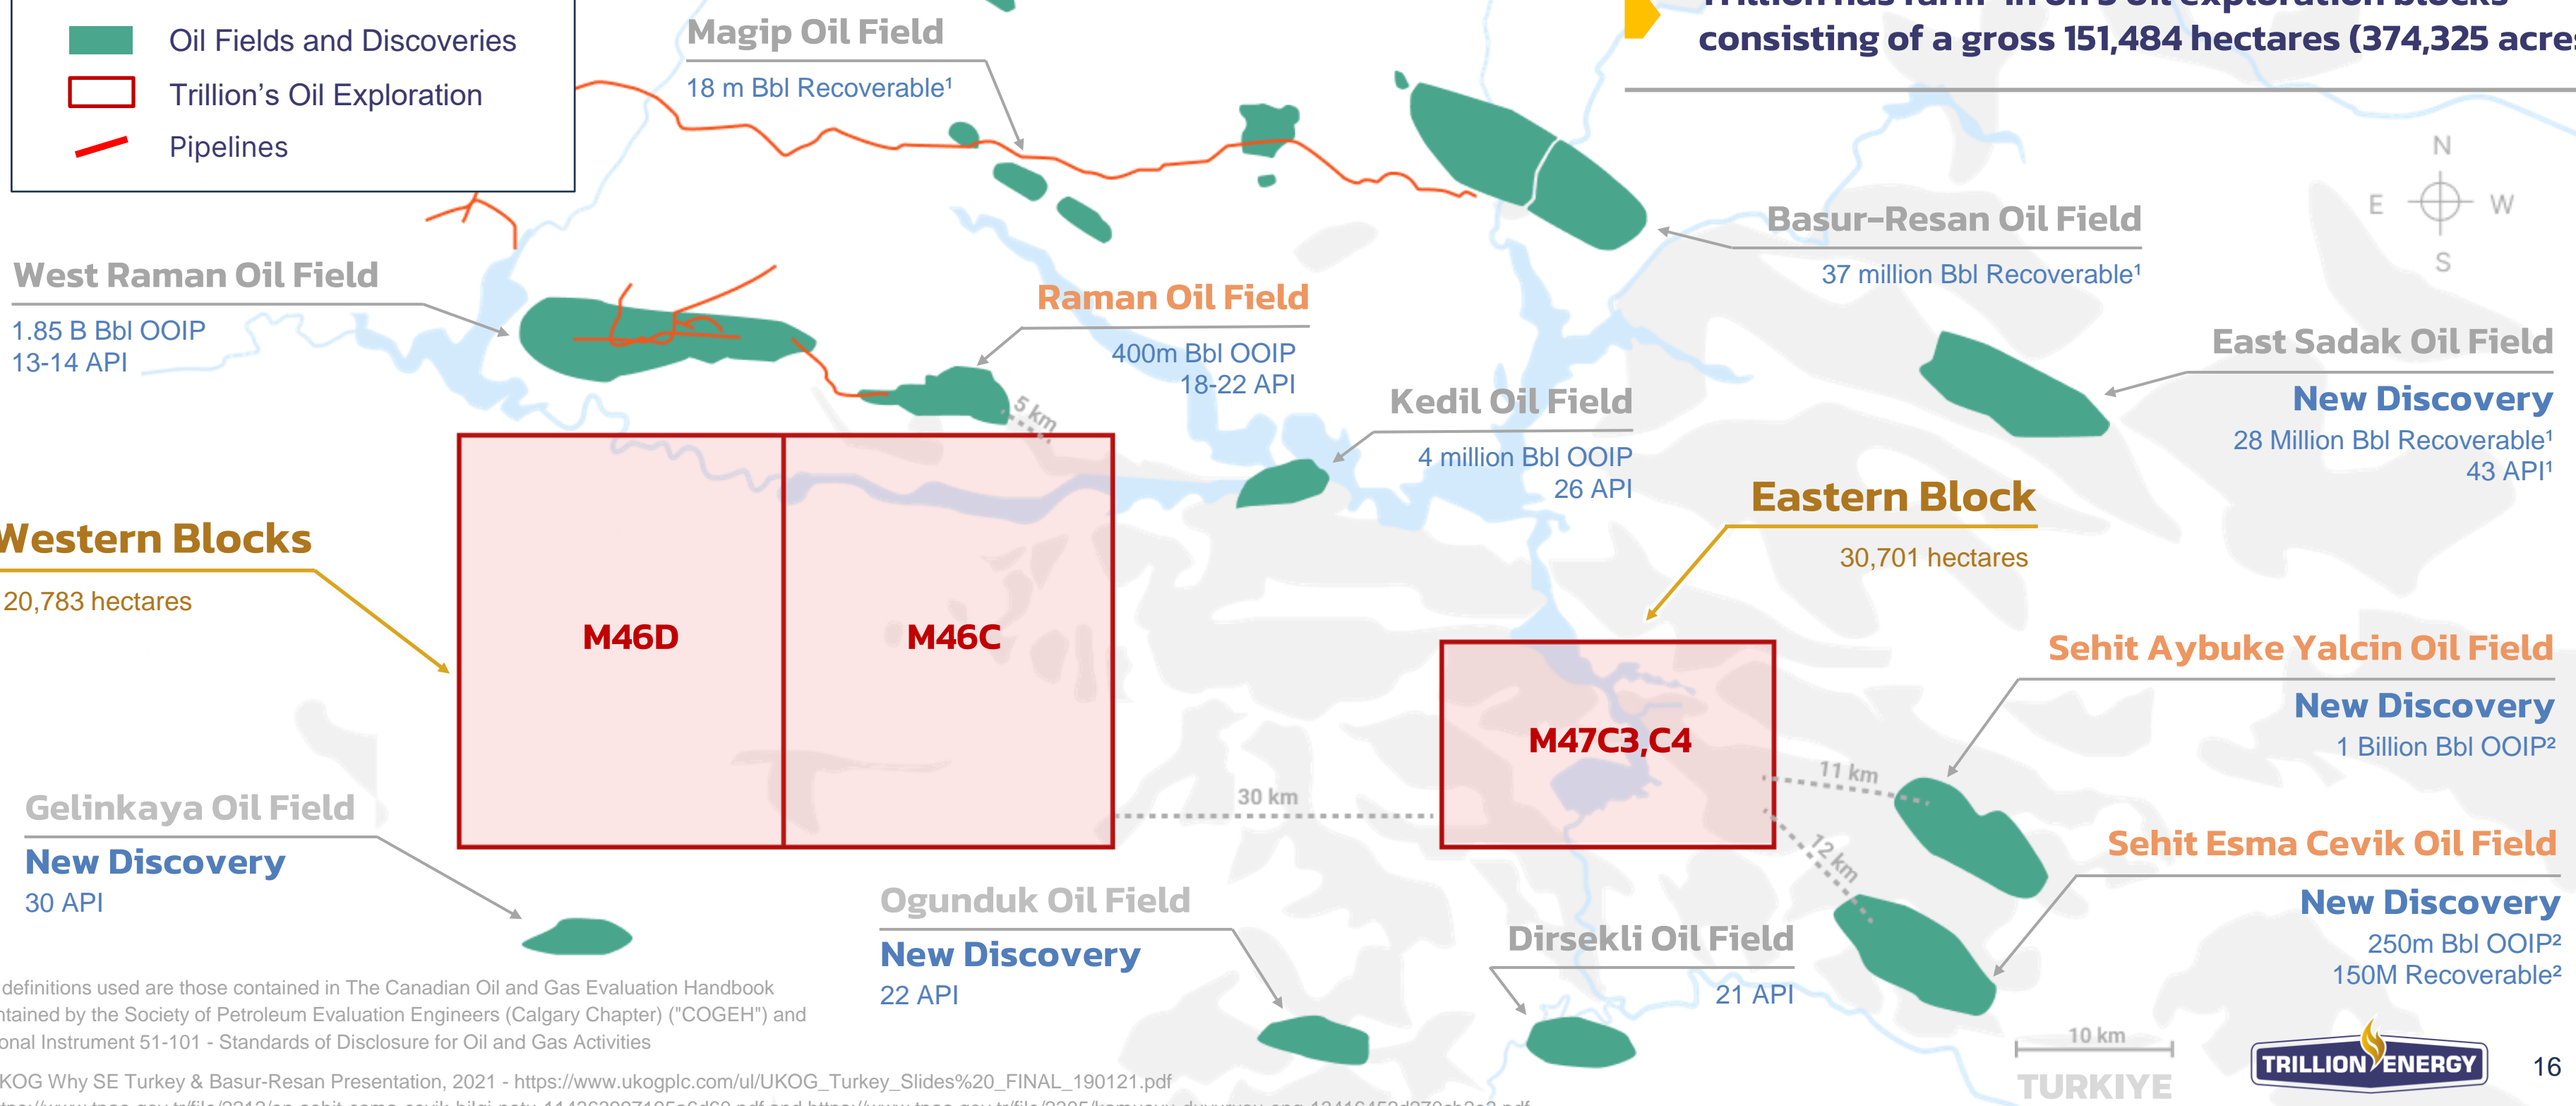 Oil Fields and Discoveries
Trillion's Oil Exploration
Pipelines
Magip Oil Field
18 m Bbl Recoverable¹
Trillion has farm-in on 3 oil exploration blocks
consisting of a gross 151,484 hectares (374,325 acres
N
E
W
S
Basur-Resan Oil Field
37 million Bbl Recoverable¹
West Raman Oil Field
1.85 B Bbl OOIP
13-14 API
Raman Oil Field
400m Bbl OOIP
18-22 API
5 km
East Sadak Oil Field
New Discovery
28 Million Bbl Recoverable¹
43 API¹
Kedil Oil Field
4 million Bbl OOIP
26 API
Western Blocks
20,783 hectares
Eastern Block
30,701 hectares
M46D
M46C
M47C3,C4
Sehit Aybuke Yalcin Oil Field
New Discovery
1 Billion Bbl OOIP²
11 km
30 km
12 km
Gelinkaya Oil Field
New Discovery
30 API
Sehit Esma Cevik Oil Field
New Discovery
250m Bbl OOIP²
150M Recoverable²
Ogunduk Oil Field
New Discovery
22 API
Dirsekli Oil Field
21 API
definitions used are those contained in The Canadian Oil and Gas Evaluation Handbook
ntained by the Society of Petroleum Evaluation Engineers (Calgary Chapter) ("COGEH") and
onal Instrument 51-101 - Standards of Disclosure for Oil and Gas Activities
KOG Why SE Turkey & Basur-Resan Presentation, 2021 - https://www.ukogplc.com/ul/UKOG_Turkey_Slides%20_FINAL_190121.pdf
10 km
TURKIYE
TRILLION ENERGY
16